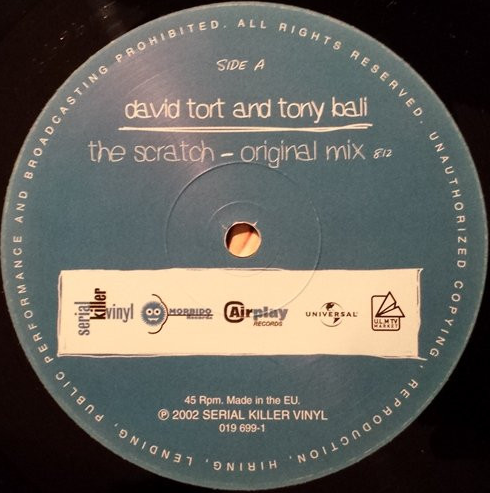 PUBLIC PERFORMANCE AND BROADCASTING PROHIBITED. ALL RIGHTS RESERVED. UNAUTHORIZED COPYING, REPRODUCTION, HIRING, LENDING,
SIDE A
david tort and tony bali
the scratch - original mix 8:12
serial killer vinyl
MORBIDO
Airplay
RECORDS
UNIVERSAL
U.L.M TV
MARKET
45 Rpm. Made in the EU.
℗ 2002 SERIAL KILLER VINYL
019 699-1